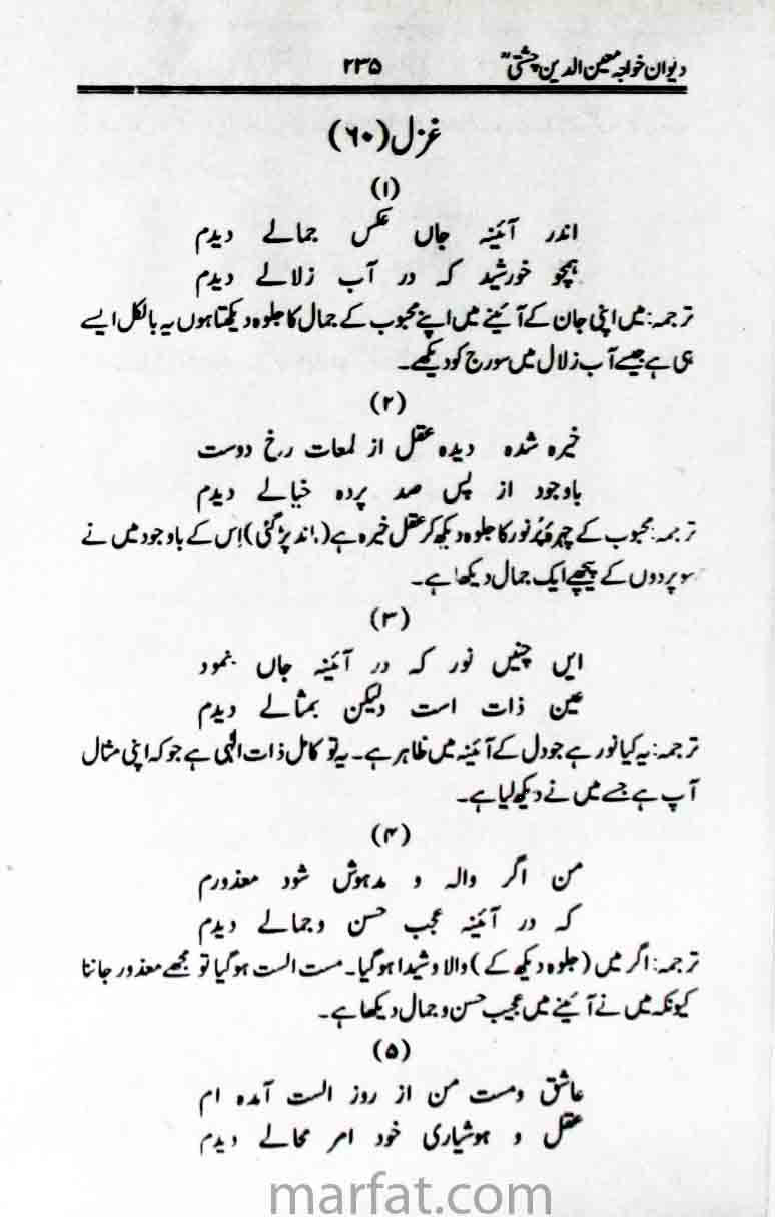 دیوان خواجہ معین الدین چشتیؒ ۲۳۵
غزل (۶۰)
(۱)
اندر آئینہ جاں عکس جمالے دیدم
ہمچو خورشید کہ در آب زلالے دیدم
ترجمہ: میں اپنی جان کے آئینے میں اپنے محبوب کے جمال کا جلوہ دیکھتا ہوں یہ بالکل ایسے
ہی ہے جیسے آب زلال میں سورج کو دیکھے۔
(۲)
خیرہ شدہ دیدہ عقل از لمعات رخ دوست
باوجود از پس صد پردہ خیالے دیدم
ترجمہ: محبوب کے چہرۂ پُرنور کا جلوہ دیکھ کر عقل خیرہ ہے (ماند پڑ گئی) اِس کے باوجود میں نے
سو پردوں کے پیچھے ایک جمال دیکھا ہے۔
(۳)
ایں چنیں نور کہ در آئینہ جاں بنمود
عین ذات است ولیکن بمثالے دیدم
ترجمہ: یہ کیا نور ہے جو دل کے آئینہ میں ظاہر ہے۔ یہ تو کامل ذات الٰہی ہے جو کہ اپنی مثال
آپ ہے جسے میں نے دیکھ لیا ہے۔
(۴)
من اگر والہ و مدہوش شود معذورم
کہ در آئینہ عجب حسن وجمالے دیدم
ترجمہ: اگر میں (جلوہ دیکھ کے) والا و شیدا ہوگیا۔ مست الست ہوگیا تو مجھے معذور جاننا
کیونکہ میں نے آئینے میں عجیب حسن و جمال دیکھا ہے۔
(۵)
عاشق ومست من از روز الست آمدہ ام
عقل و ہوشیاری خود امر محالے دیدم
marfat.com